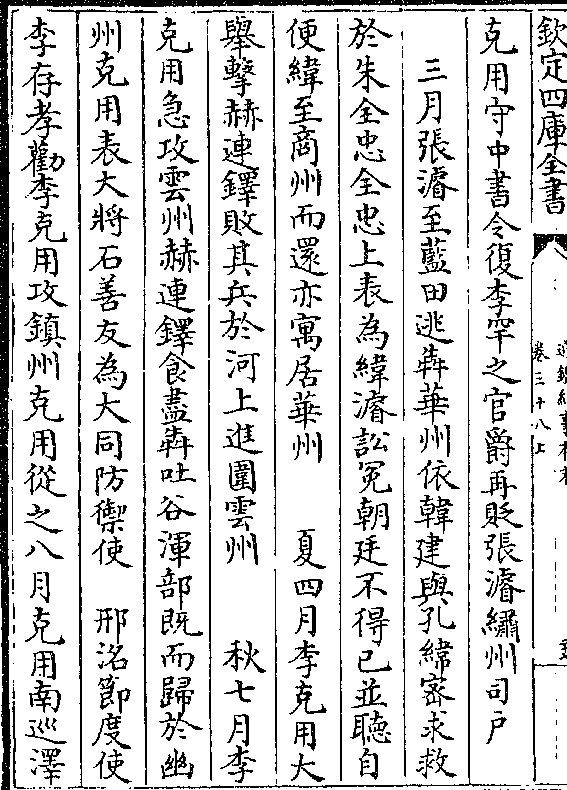 欽定四庫全書
卷三十八上
克用守中書令復李罕之官爵再貶張濬繡州司戶
三月張濬至藍田逃犇華州依韓建與孔緯宻求救
於朱全忠全忠上表為緯濬訟冤朝廷不得已並聽自
便緯至商州而還亦寓居華州　夏四月李克用大
舉擊赫連鐸敗其兵於河上進圍雲州　秋七月李
克用急攻雲州赫連鐸食盡犇吐谷渾部既而歸於幽
州克用表大將石善友為大同防禦使　邢洺節度使
李存孝勸李克用攻鎮州克用從之八月克用南巡澤